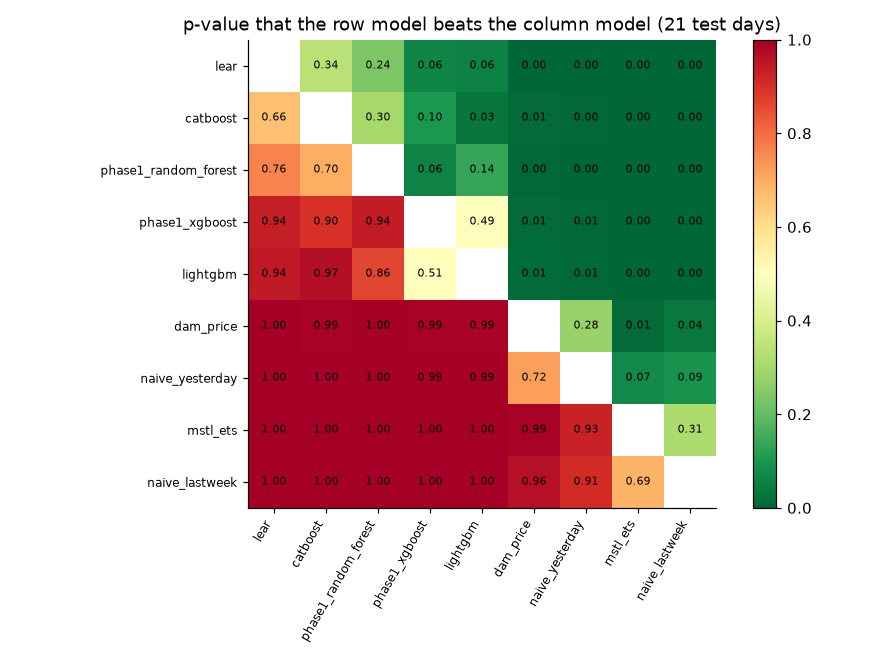 p-value that the row model beats the column model (21 test days)
lear 0.34 0.24 0.06 0.06 0.00 0.00 0.00 0.00
catboost 0.66 0.30 0.10 0.03 0.01 0.00 0.00 0.00
phase1_random_forest 0.76 0.70 0.06 0.14 0.00 0.00 0.00 0.00
phase1_xgboost 0.94 0.90 0.94 0.49 0.01 0.01 0.00 0.00
lightgbm 0.94 0.97 0.86 0.51 0.01 0.01 0.00 0.00
dam_price 1.00 0.99 1.00 0.99 0.99 0.28 0.01 0.04
naive_yesterday 1.00 1.00 1.00 0.99 0.99 0.72 0.07 0.09
mstl_ets 1.00 1.00 1.00 1.00 1.00 0.99 0.93 0.31
naive_lastweek 1.00 1.00 1.00 1.00 1.00 0.96 0.91 0.69
lear
catboost
phase1_random_forest
phase1_xgboost
lightgbm
dam_price
naive_yesterday
mstl_ets
naive_lastweek
1.0
0.8
0.6
0.4
0.2
0.0